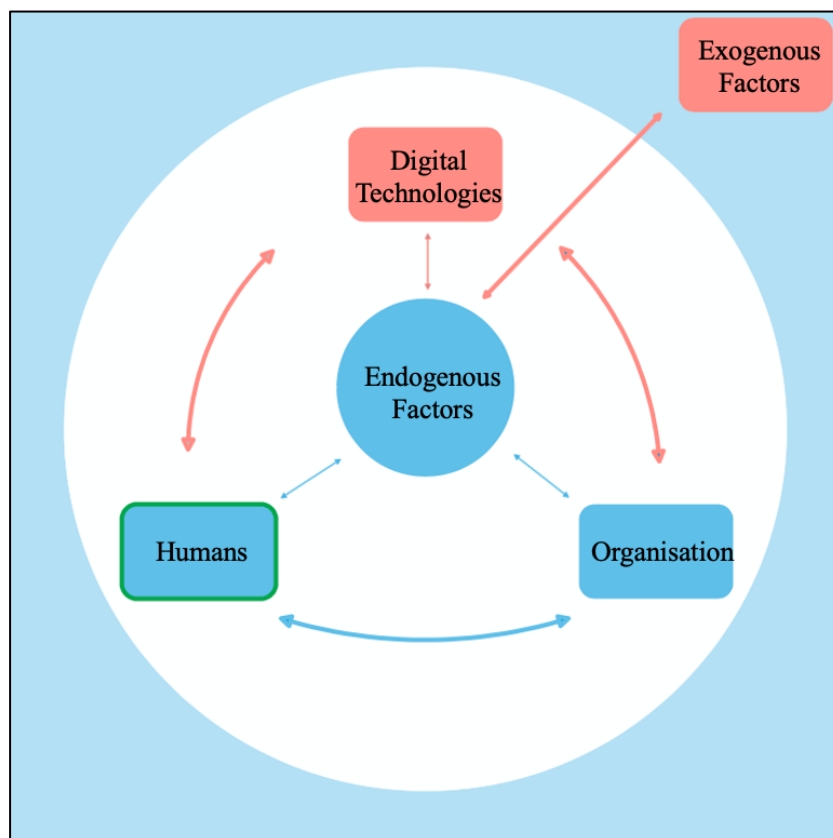 Exogenous
Factors
Digital
Technologies
Endogenous
Factors
Humans
Organisation